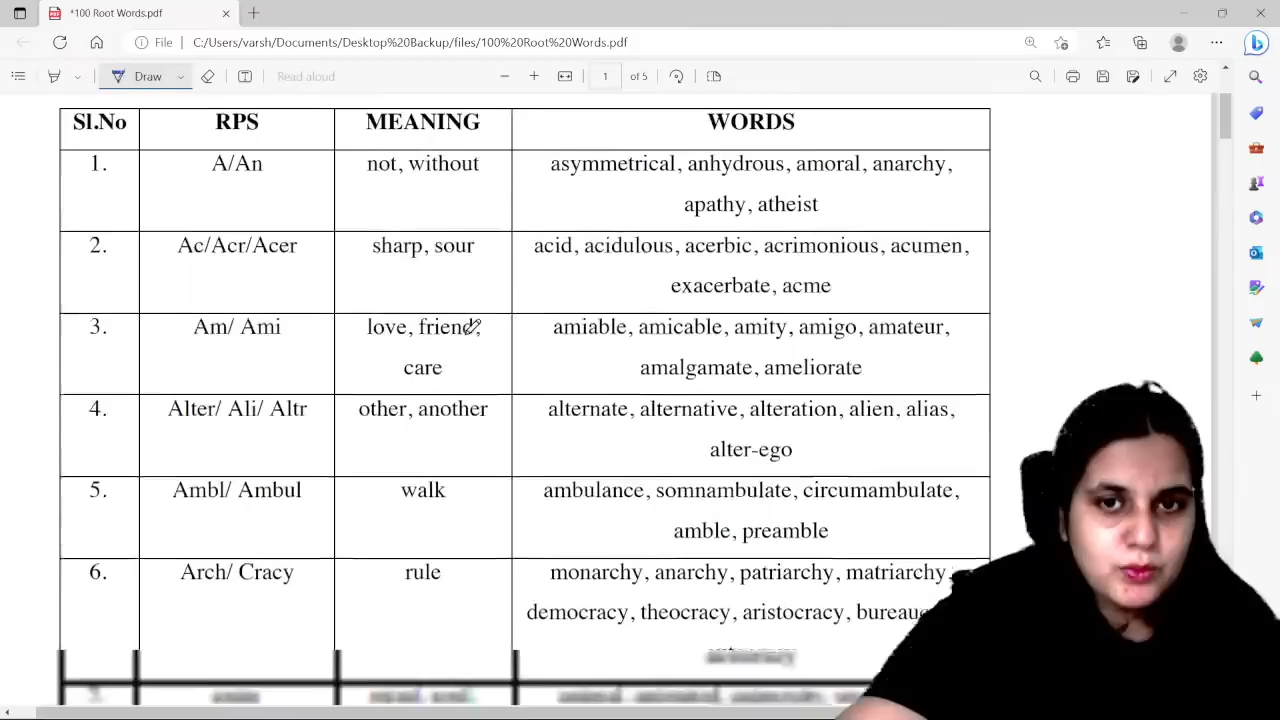 *100 Root Words.pdf
File
C:/Users/varsh/Documents/Desktop%20Backup/files/100%20Root%20Words.pdf
Draw
Read aloud
1
of 5
Sl.No RPS MEANING WORDS
1. A/An not, without asymmetrical, anhydrous, amoral, anarchy,
apathy, atheist
2. Ac/Acr/Acer sharp, sour acid, acidulous, acerbic, acrimonious, acumen,
exacerbate, acme
3. Am/ Ami love, friend, amiable, amicable, amity, amigo, amateur,
care amalgamate, ameliorate
4. Alter/ Ali/ Altr other, another alternate, alternative, alteration, alien, alias,
alter-ego
5. Ambl/ Ambul walk ambulance, somnambulate, circumambulate,
amble, preamble
6. Arch/ Cracy rule monarchy, anarchy, patriarchy, matriarchy,
democracy, theocracy, aristocracy,